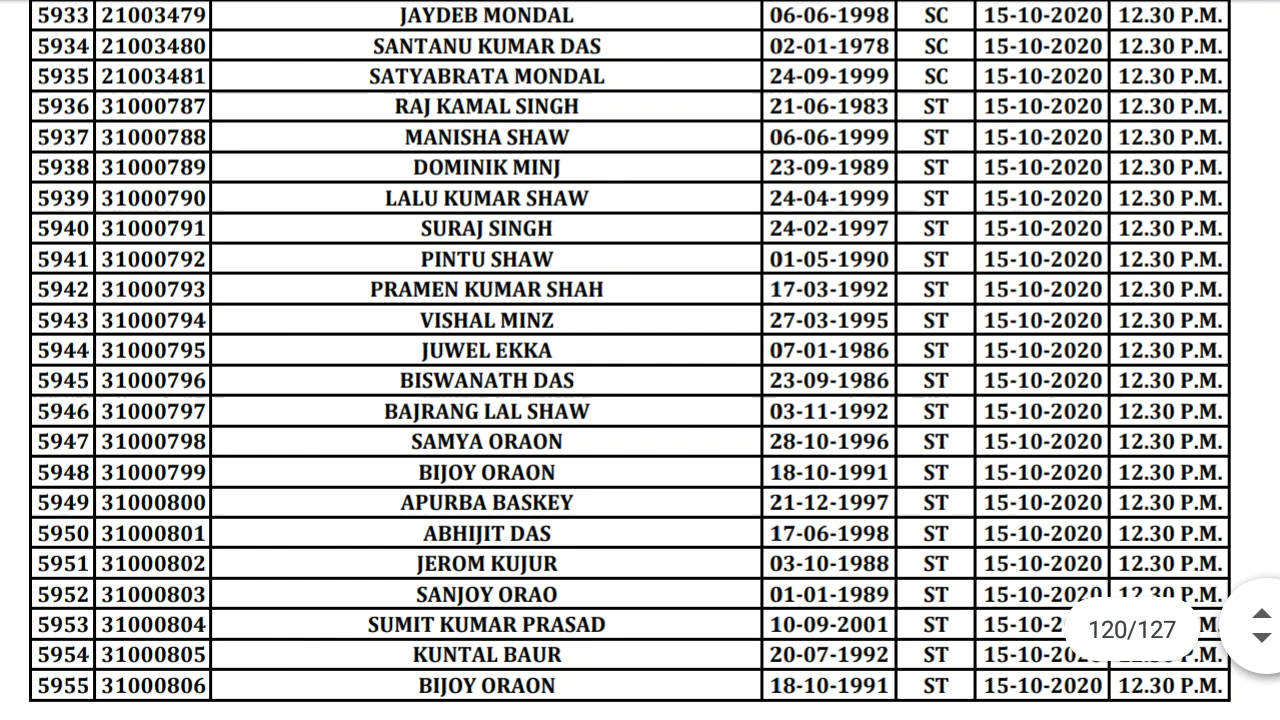 5933 21003479 JAYDEB MONDAL 06-06-1998 SC 15-10-2020 12.30 P.M.
5934 21003480 SANTANU KUMAR DAS 02-01-1978 SC 15-10-2020 12.30 P.M.
5935 21003481 SATYABRATA MONDAL 24-09-1999 SC 15-10-2020 12.30 P.M.
5936 31000787 RAJ KAMAL SINGH 21-06-1983 ST 15-10-2020 12.30 P.M.
5937 31000788 MANISHA SHAW 06-06-1999 ST 15-10-2020 12.30 P.M.
5938 31000789 DOMINIK MINJ 23-09-1989 ST 15-10-2020 12.30 P.M.
5939 31000790 LALU KUMAR SHAW 24-04-1999 ST 15-10-2020 12.30 P.M.
5940 31000791 SURAJ SINGH 24-02-1997 ST 15-10-2020 12.30 P.M.
5941 31000792 PINTU SHAW 01-05-1990 ST 15-10-2020 12.30 P.M.
5942 31000793 PRAMEN KUMAR SHAH 17-03-1992 ST 15-10-2020 12.30 P.M.
5943 31000794 VISHAL MINZ 27-03-1995 ST 15-10-2020 12.30 P.M.
5944 31000795 JUWEL EKKA 07-01-1986 ST 15-10-2020 12.30 P.M.
5945 31000796 BISWANATH DAS 23-09-1986 ST 15-10-2020 12.30 P.M.
5946 31000797 BAJRANG LAL SHAW 03-11-1992 ST 15-10-2020 12.30 P.M.
5947 31000798 SAMYA ORAON 28-10-1996 ST 15-10-2020 12.30 P.M.
5948 31000799 BIJOY ORAON 18-10-1991 ST 15-10-2020 12.30 P.M.
5949 31000800 APURBA BASKEY 21-12-1997 ST 15-10-2020 12.30 P.M.
5950 31000801 ABHIJIT DAS 17-06-1998 ST 15-10-2020 12.30 P.M.
5951 31000802 JEROM KUJUR 03-10-1988 ST 15-10-2020 12.30 P.M.
5952 31000803 SANJOY ORAO 01-01-1989 ST 15-10-2020 12.30 P.M.
5953 31000804 SUMIT KUMAR PRASAD 10-09-2001 ST 15-10-2
120/127
5954 31000805 KUNTAL BAUR 20-07-1992 ST 15-10-202 P.M.
5955 31000806 BIJOY ORAON 18-10-1991 ST 15-10-2020 12.30 P.M.